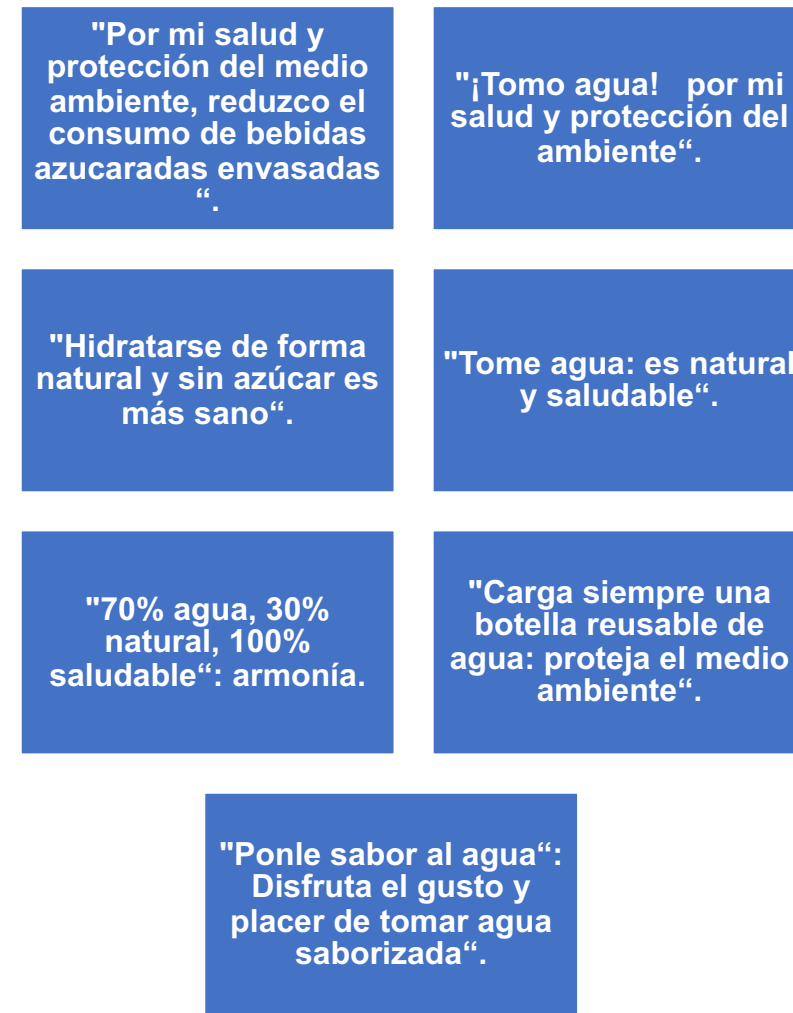 "Por mi salud y
protección del medio
ambiente, reduzco el
consumo de bebidas
azucaradas envasadas
“.
"¡Tomo agua!   por mi
salud y protección del
ambiente“.
"Hidratarse de forma
natural y sin azúcar es
más sano“.
"Tome agua: es natural
y saludable“.
"70% agua, 30%
natural, 100%
saludable“: armonía.
"Carga siempre una
botella reusable de
agua: proteja el medio
ambiente“.
"Ponle sabor al agua“:
Disfruta el gusto y
placer de tomar agua
saborizada“.